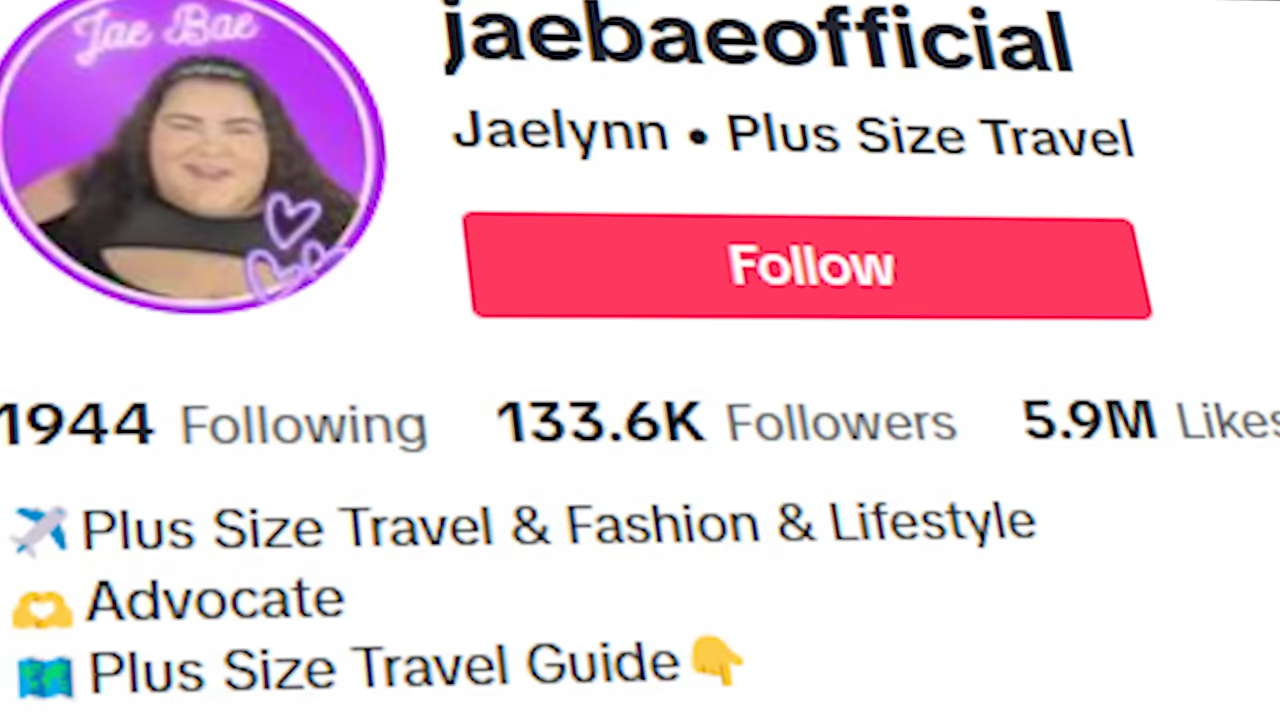 Jae Bae
jaebaeofficial
Jaelynn • Plus Size Travel
Follow
1944 Following 133.6K Followers 5.9M Likes
✈️ Plus Size Travel & Fashion & Lifestyle
🫶 Advocate
🗺️ Plus Size Travel Guide👇